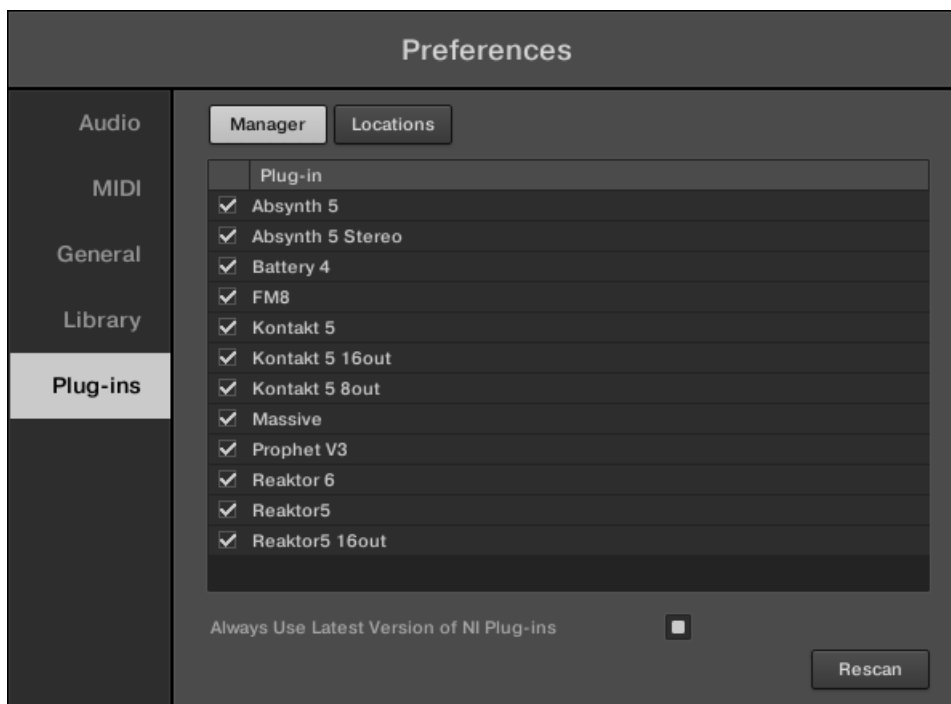 Preferences
Audio
MIDI
General
Library
Plug-ins
Manager
Locations
Plug-in
Absynth 5
Absynth 5 Stereo
Battery 4
FM8
Kontakt 5
Kontakt 5 16out
Kontakt 5 8out
Massive
Prophet V3
Reaktor 6
Reaktor5
Reaktor5 16out
Always Use Latest Version of NI Plug-ins
Rescan